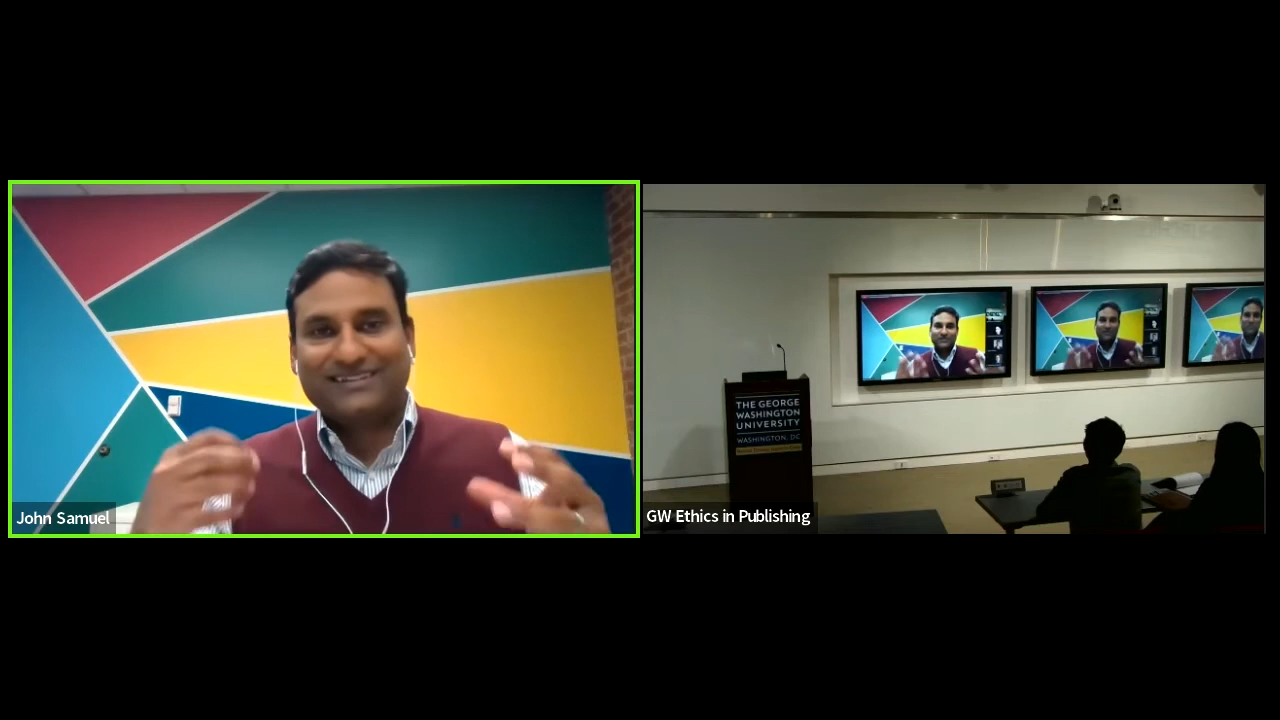 John Samuel
THE GEORGE
WASHINGTON
UNIVERSITY
WASHINGTON, DC
GW Ethics in Publishing